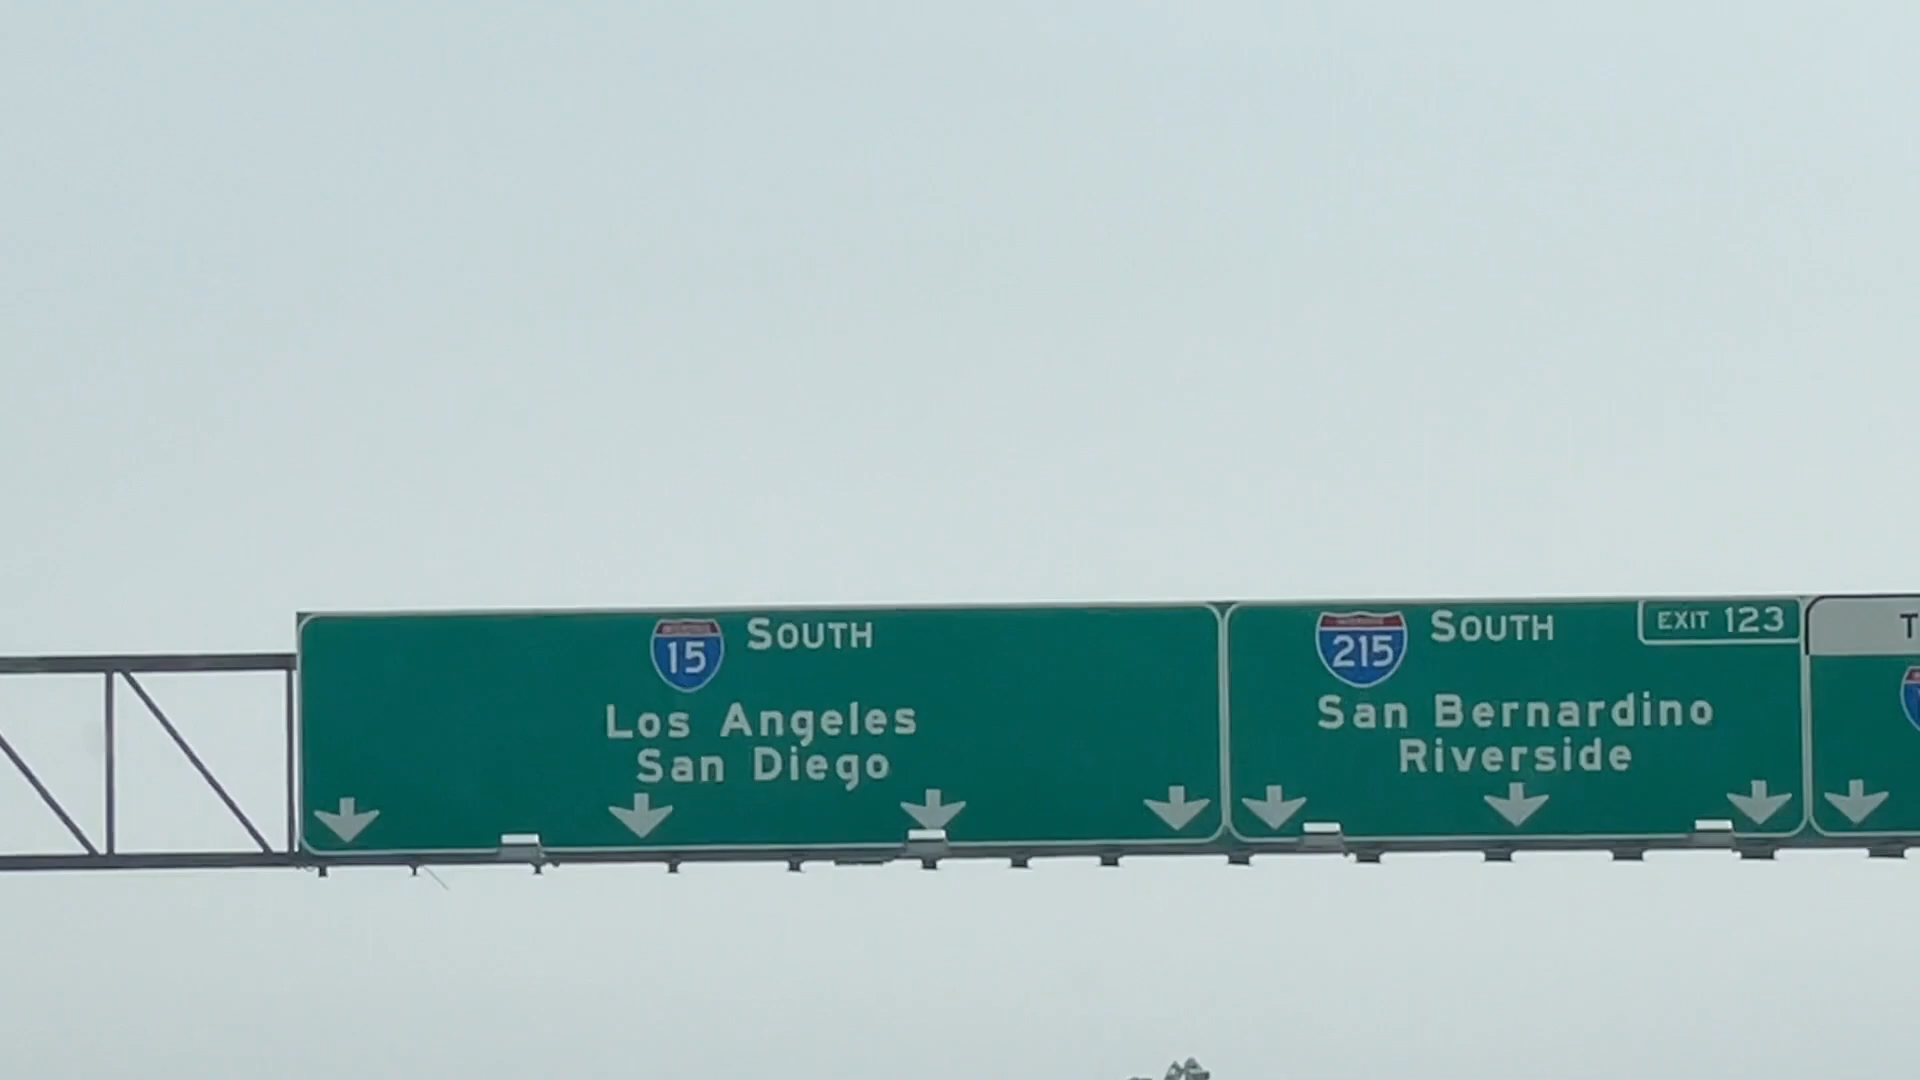 15 SOUTH
Los Angeles
San Diego
215 SOUTH
EXIT 123
San Bernardino
Riverside